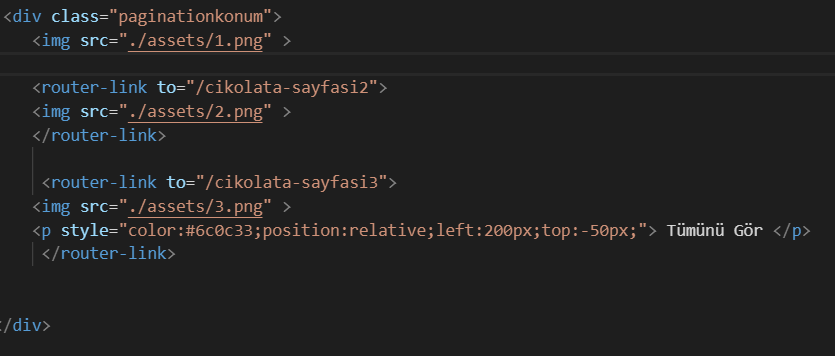 <div class="paginationkonum">
<img src="./assets/1.png" >
<router-link to="/cikolata-sayfasi2">
<img src="./assets/2.png" >
</router-link>
<router-link to="/cikolata-sayfasi3">
<img src="./assets/3.png" >
<p style="color:#6c0c33;position:relative;left:200px;top:-50px;"> Tümünü Gör </p>
</router-link>
</div>